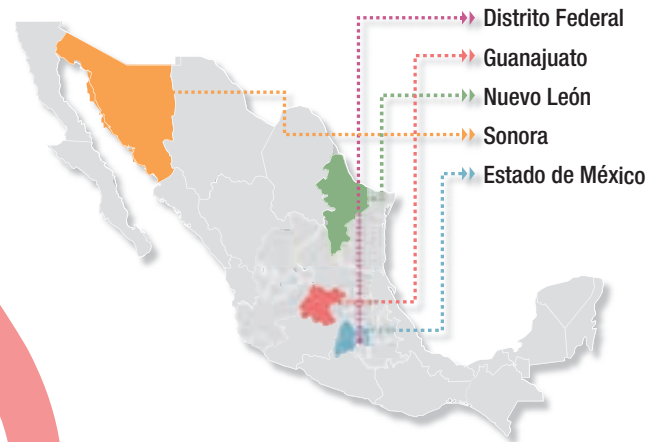 Distrito Federal
Guanajuato
Nuevo León
Sonora
Estado de México